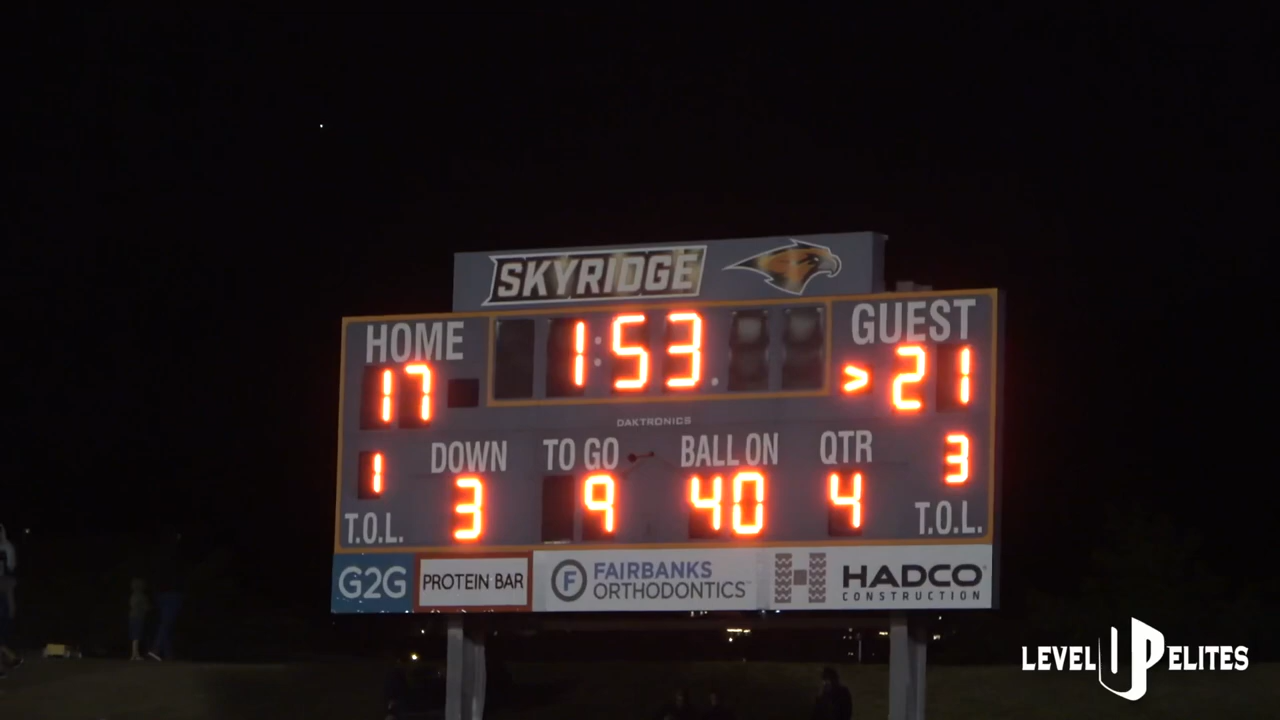 SKYRIDGE
HOME 1:53 GUEST
17 > 21
DAKTRONICS
DOWN TO GO BALL ON QTR
1 3 9 40 4 3
T.O.L. T.O.L.
G2G PROTEIN BAR F FAIRBANKS ORTHODONTICS H HADCO CONSTRUCTION
LEVEL UP ELITES